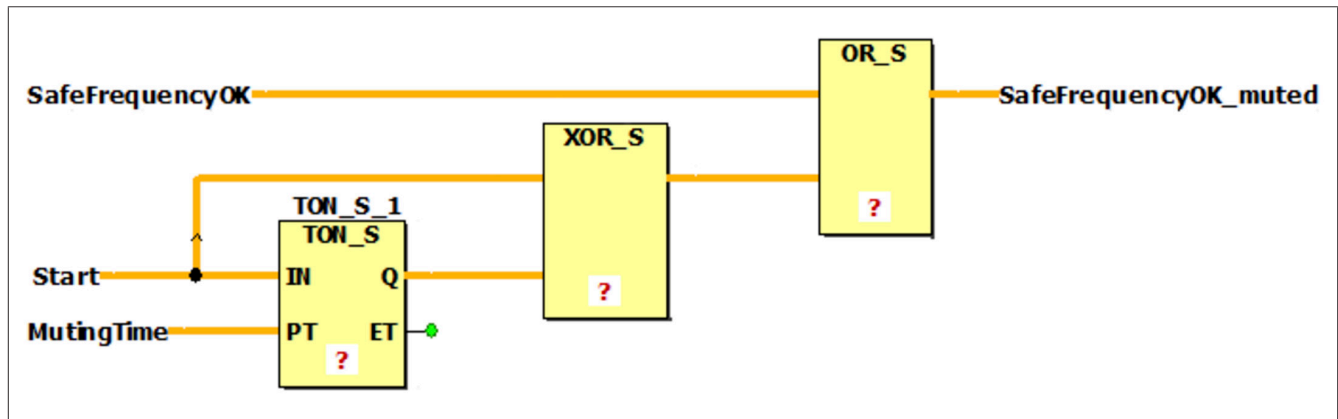 OR_S
SafeFrequencyOK
SafeFrequencyOK_muted
XOR_S
?
TON_S_1
TON_S
Start
IN
Q
?
MutingTime
PT
ET
?